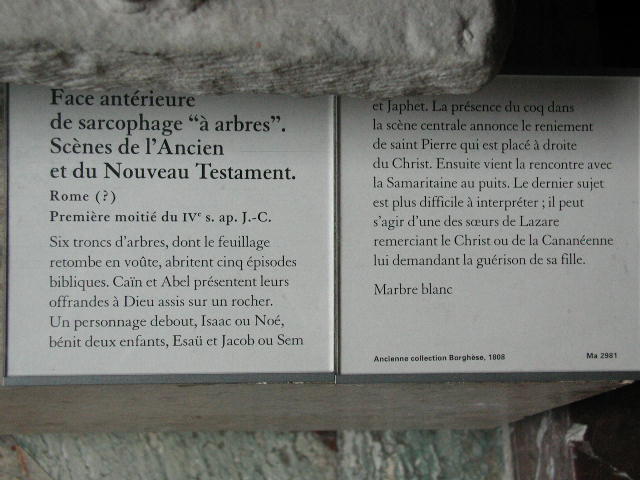 Face antérieure
de sarcophage “à arbres”.
Scènes de l’Ancien
et du Nouveau Testament.
Rome (?)
Première moitié du IVᵉ s. ap. J.-C.
Six troncs d’arbres, dont le feuillage
retombe en voûte, abritent cinq épisodes
bibliques. Caïn et Abel présentent leurs
offrandes à Dieu assis sur un rocher.
Un personnage debout, Isaac ou Noé,
bénit deux enfants, Esaü et Jacob ou Sem
et Japhet. La présence du coq dans
la scène centrale annonce le reniement
de saint Pierre qui est placé à droite
du Christ. Ensuite vient la rencontre avec
la Samaritaine au puits. Le dernier sujet
est plus difficile à interpréter ; il peut
s’agir d’une des sœurs de Lazare
remerciant le Christ ou de la Cananéenne
lui demandant la guérison de sa fille.
Marbre blanc
Ancienne collection Borghèse, 1808
Ma 2981